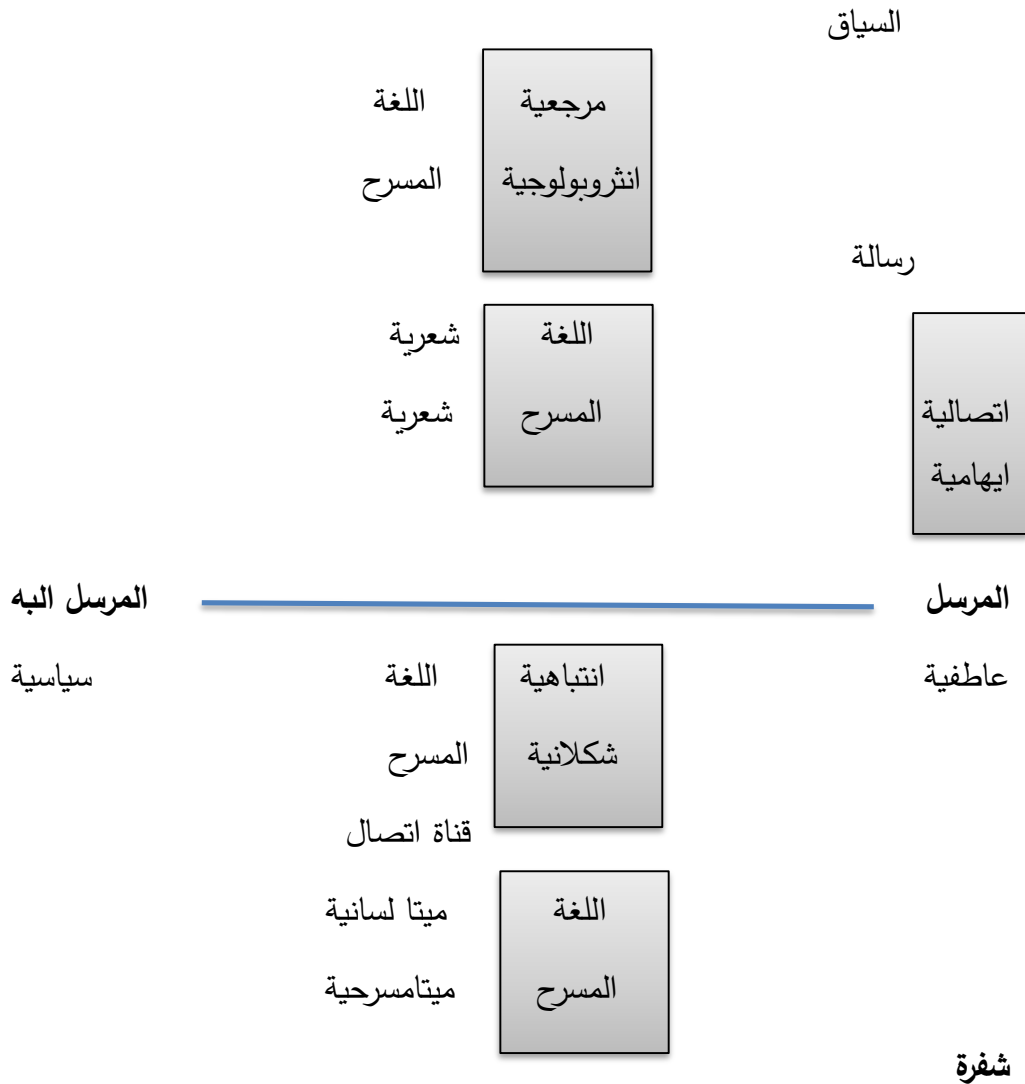 السياق
مرجعية اللغة
انثروبولوجية المسرح
رسالة
اللغة شعرية
المسرح شعرية
اتصالية
ايهامية
المرسل المرسل البه
عاطفية انتباهية اللغة سياسية
شكلانية المسرح
قناة اتصال
اللغة ميتا لسانية
المسرح ميتامسرحية
شفرة